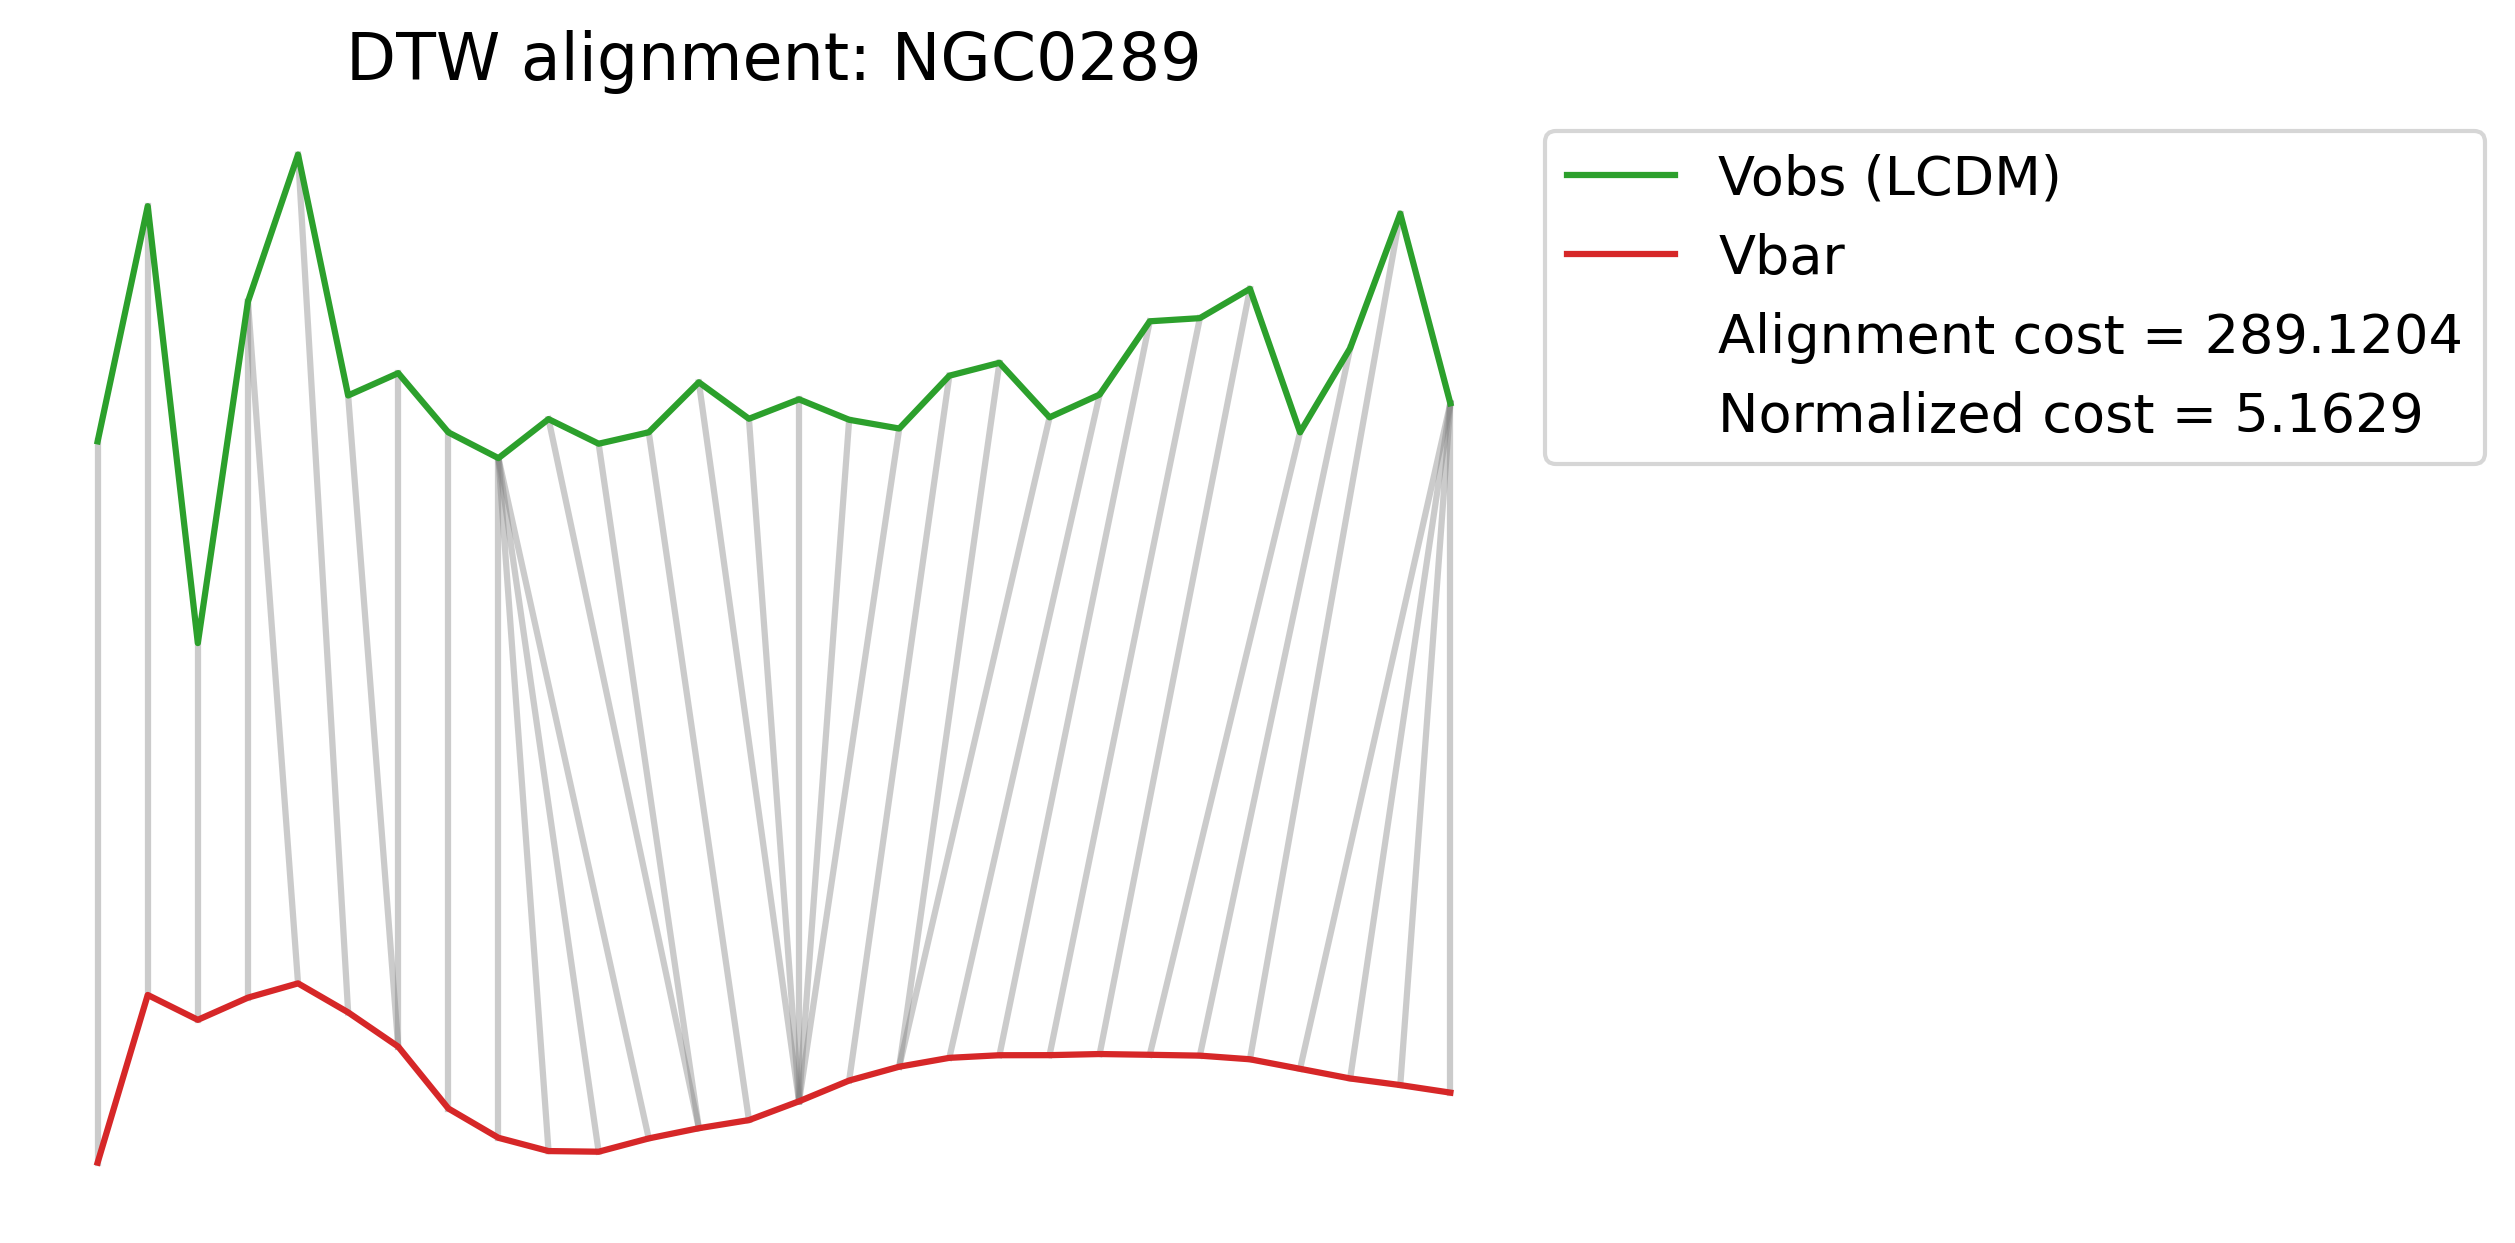 DTW alignment: NGC0289
Vobs (LCDM)
Vbar
Alignment cost = 289.1204
Normalized cost = 5.1629